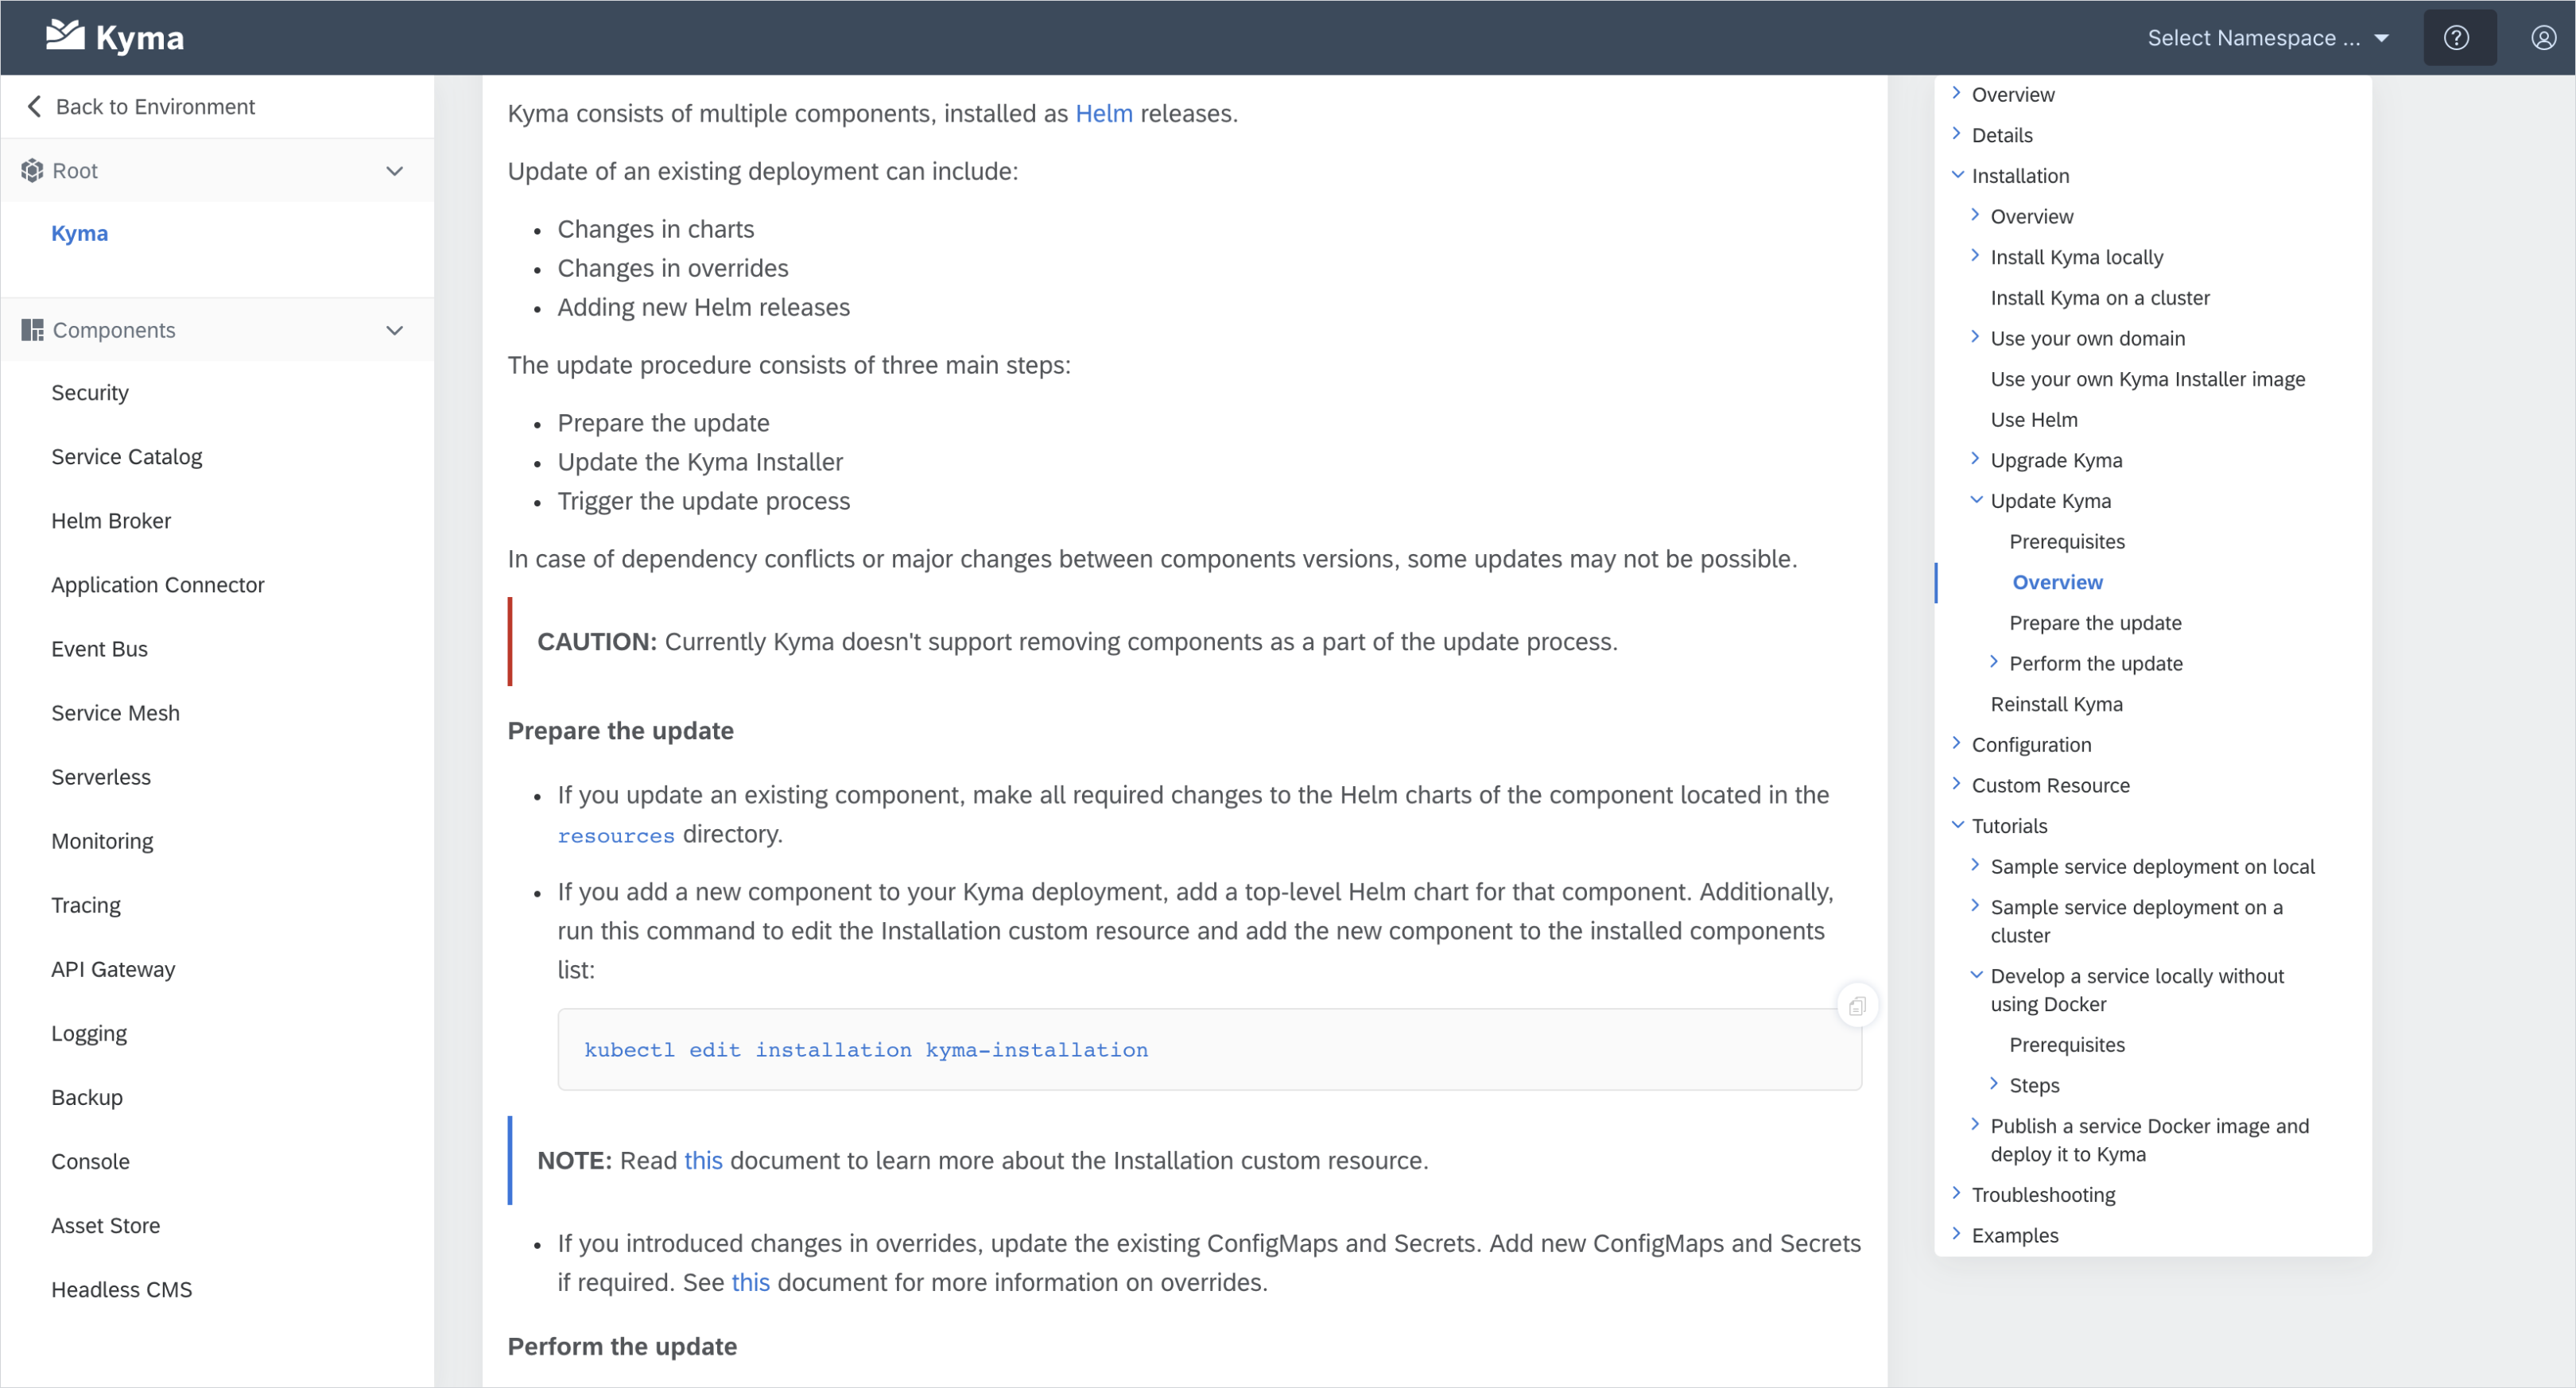 Kyma
Select Namespace ...
Back to Environment
Root
Kyma
Components
Security
Service Catalog
Helm Broker
Application Connector
Event Bus
Service Mesh
Serverless
Monitoring
Tracing
API Gateway
Logging
Backup
Console
Asset Store
Headless CMS
Kyma consists of multiple components, installed as Helm releases.
Update of an existing deployment can include:
• Changes in charts
• Changes in overrides
• Adding new Helm releases
The update procedure consists of three main steps:
• Prepare the update
• Update the Kyma Installer
• Trigger the update process
In case of dependency conflicts or major changes between components versions, some updates may not be possible.
CAUTION: Currently Kyma doesn't support removing components as a part of the update process.
Prepare the update
• If you update an existing component, make all required changes to the Helm charts of the component located in the
resources directory.
• If you add a new component to your Kyma deployment, add a top-level Helm chart for that component. Additionally,
run this command to edit the Installation custom resource and add the new component to the installed components
list:
kubectl edit installation kyma-installation
NOTE: Read this document to learn more about the Installation custom resource.
• If you introduced changes in overrides, update the existing ConfigMaps and Secrets. Add new ConfigMaps and Secrets
if required. See this document for more information on overrides.
Perform the update
Overview
Details
Installation
Overview
Install Kyma locally
Install Kyma on a cluster
Use your own domain
Use your own Kyma Installer image
Use Helm
Upgrade Kyma
Update Kyma
Prerequisites
Overview
Prepare the update
Perform the update
Reinstall Kyma
Configuration
Custom Resource
Tutorials
Sample service deployment on local
Sample service deployment on a
cluster
Develop a service locally without
using Docker
Prerequisites
Steps
Publish a service Docker image and
deploy it to Kyma
Troubleshooting
Examples